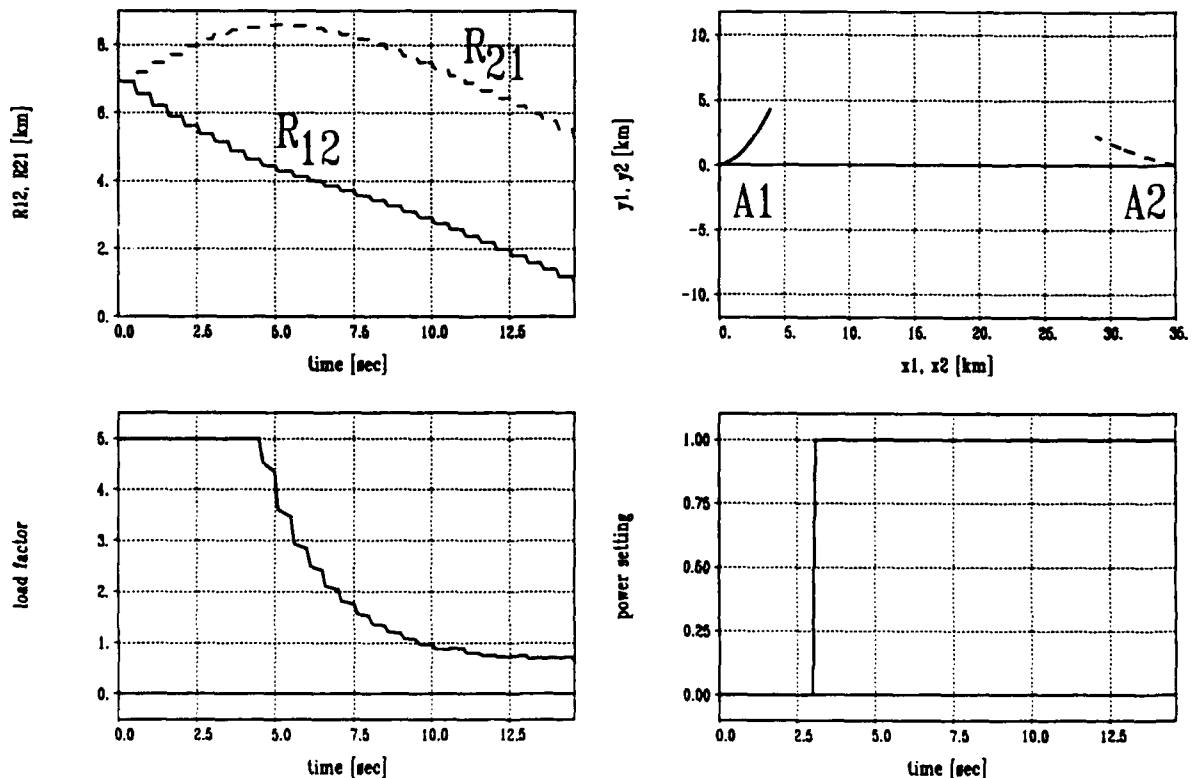 R12, R21 [km]
8.
6.
4.
2.
0.
R21
R12
0.0 2.5 5.0 7.5 10.0 12.5
time [sec]
y1, y2 [km]
10.
5.
0.
-5.
-10.
A1
A2
0. 5. 10. 15. 20. 25. 30. 35.
x1, x2 [km]
load factor
5.
4.
3.
2.
1.
0.
0.0 2.5 5.0 7.5 10.0 12.5
time [sec]
power setting
1.00
0.75
0.50
0.25
0.00
0.0 2.5 5.0 7.5 10.0 12.5
time [sec]